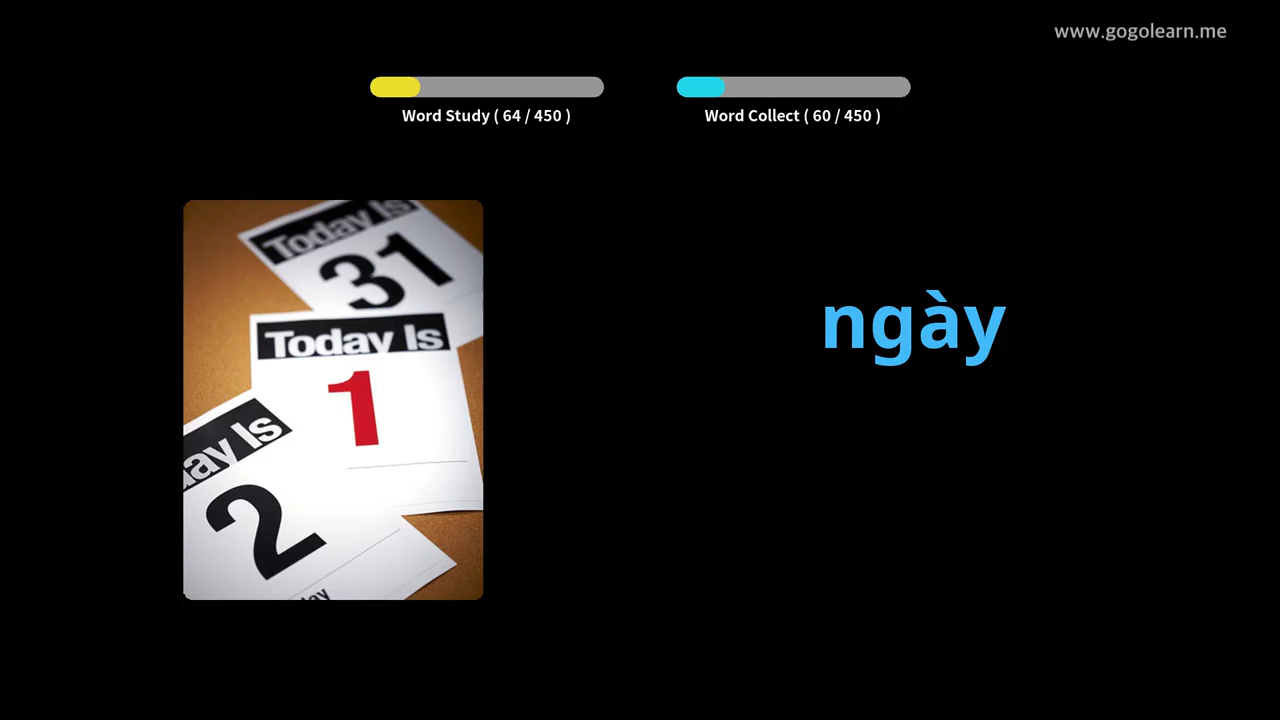 www.gogolearn.me
Word Study ( 64 / 450 )
Word Collect ( 60 / 450 )
Today Is
31
Today Is
1
ay Is
2
ay
ngày